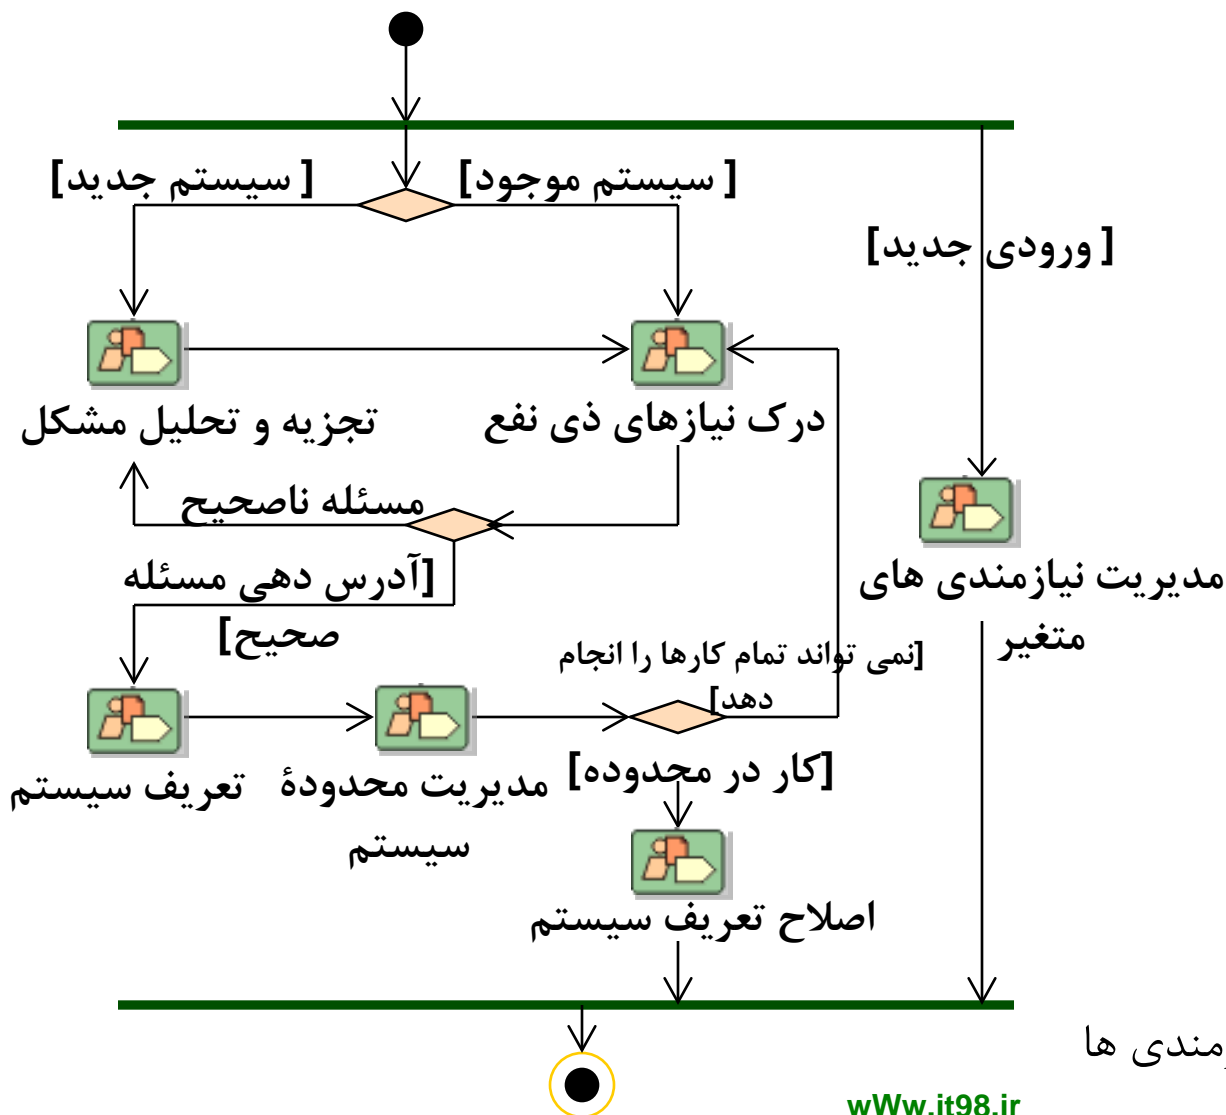 [ سیستم جدید]
[ سیستم موجود]
[ ورودی جدید]
تجزیه و تحلیل مشکل
درک نیازهای ذی نفع
مسئله ناصحیح
[آدرس دهی مسئله
صحیح]
مدیریت نیازمندی های
متغیر
[نمی تواند تمام کارها را انجام
دهد]
تعریف سیستم
مدیریت محدودۀ
سیستم
[کار در محدوده]
اصلاح تعریف سیستم
مندی ها
wWw.it98.ir